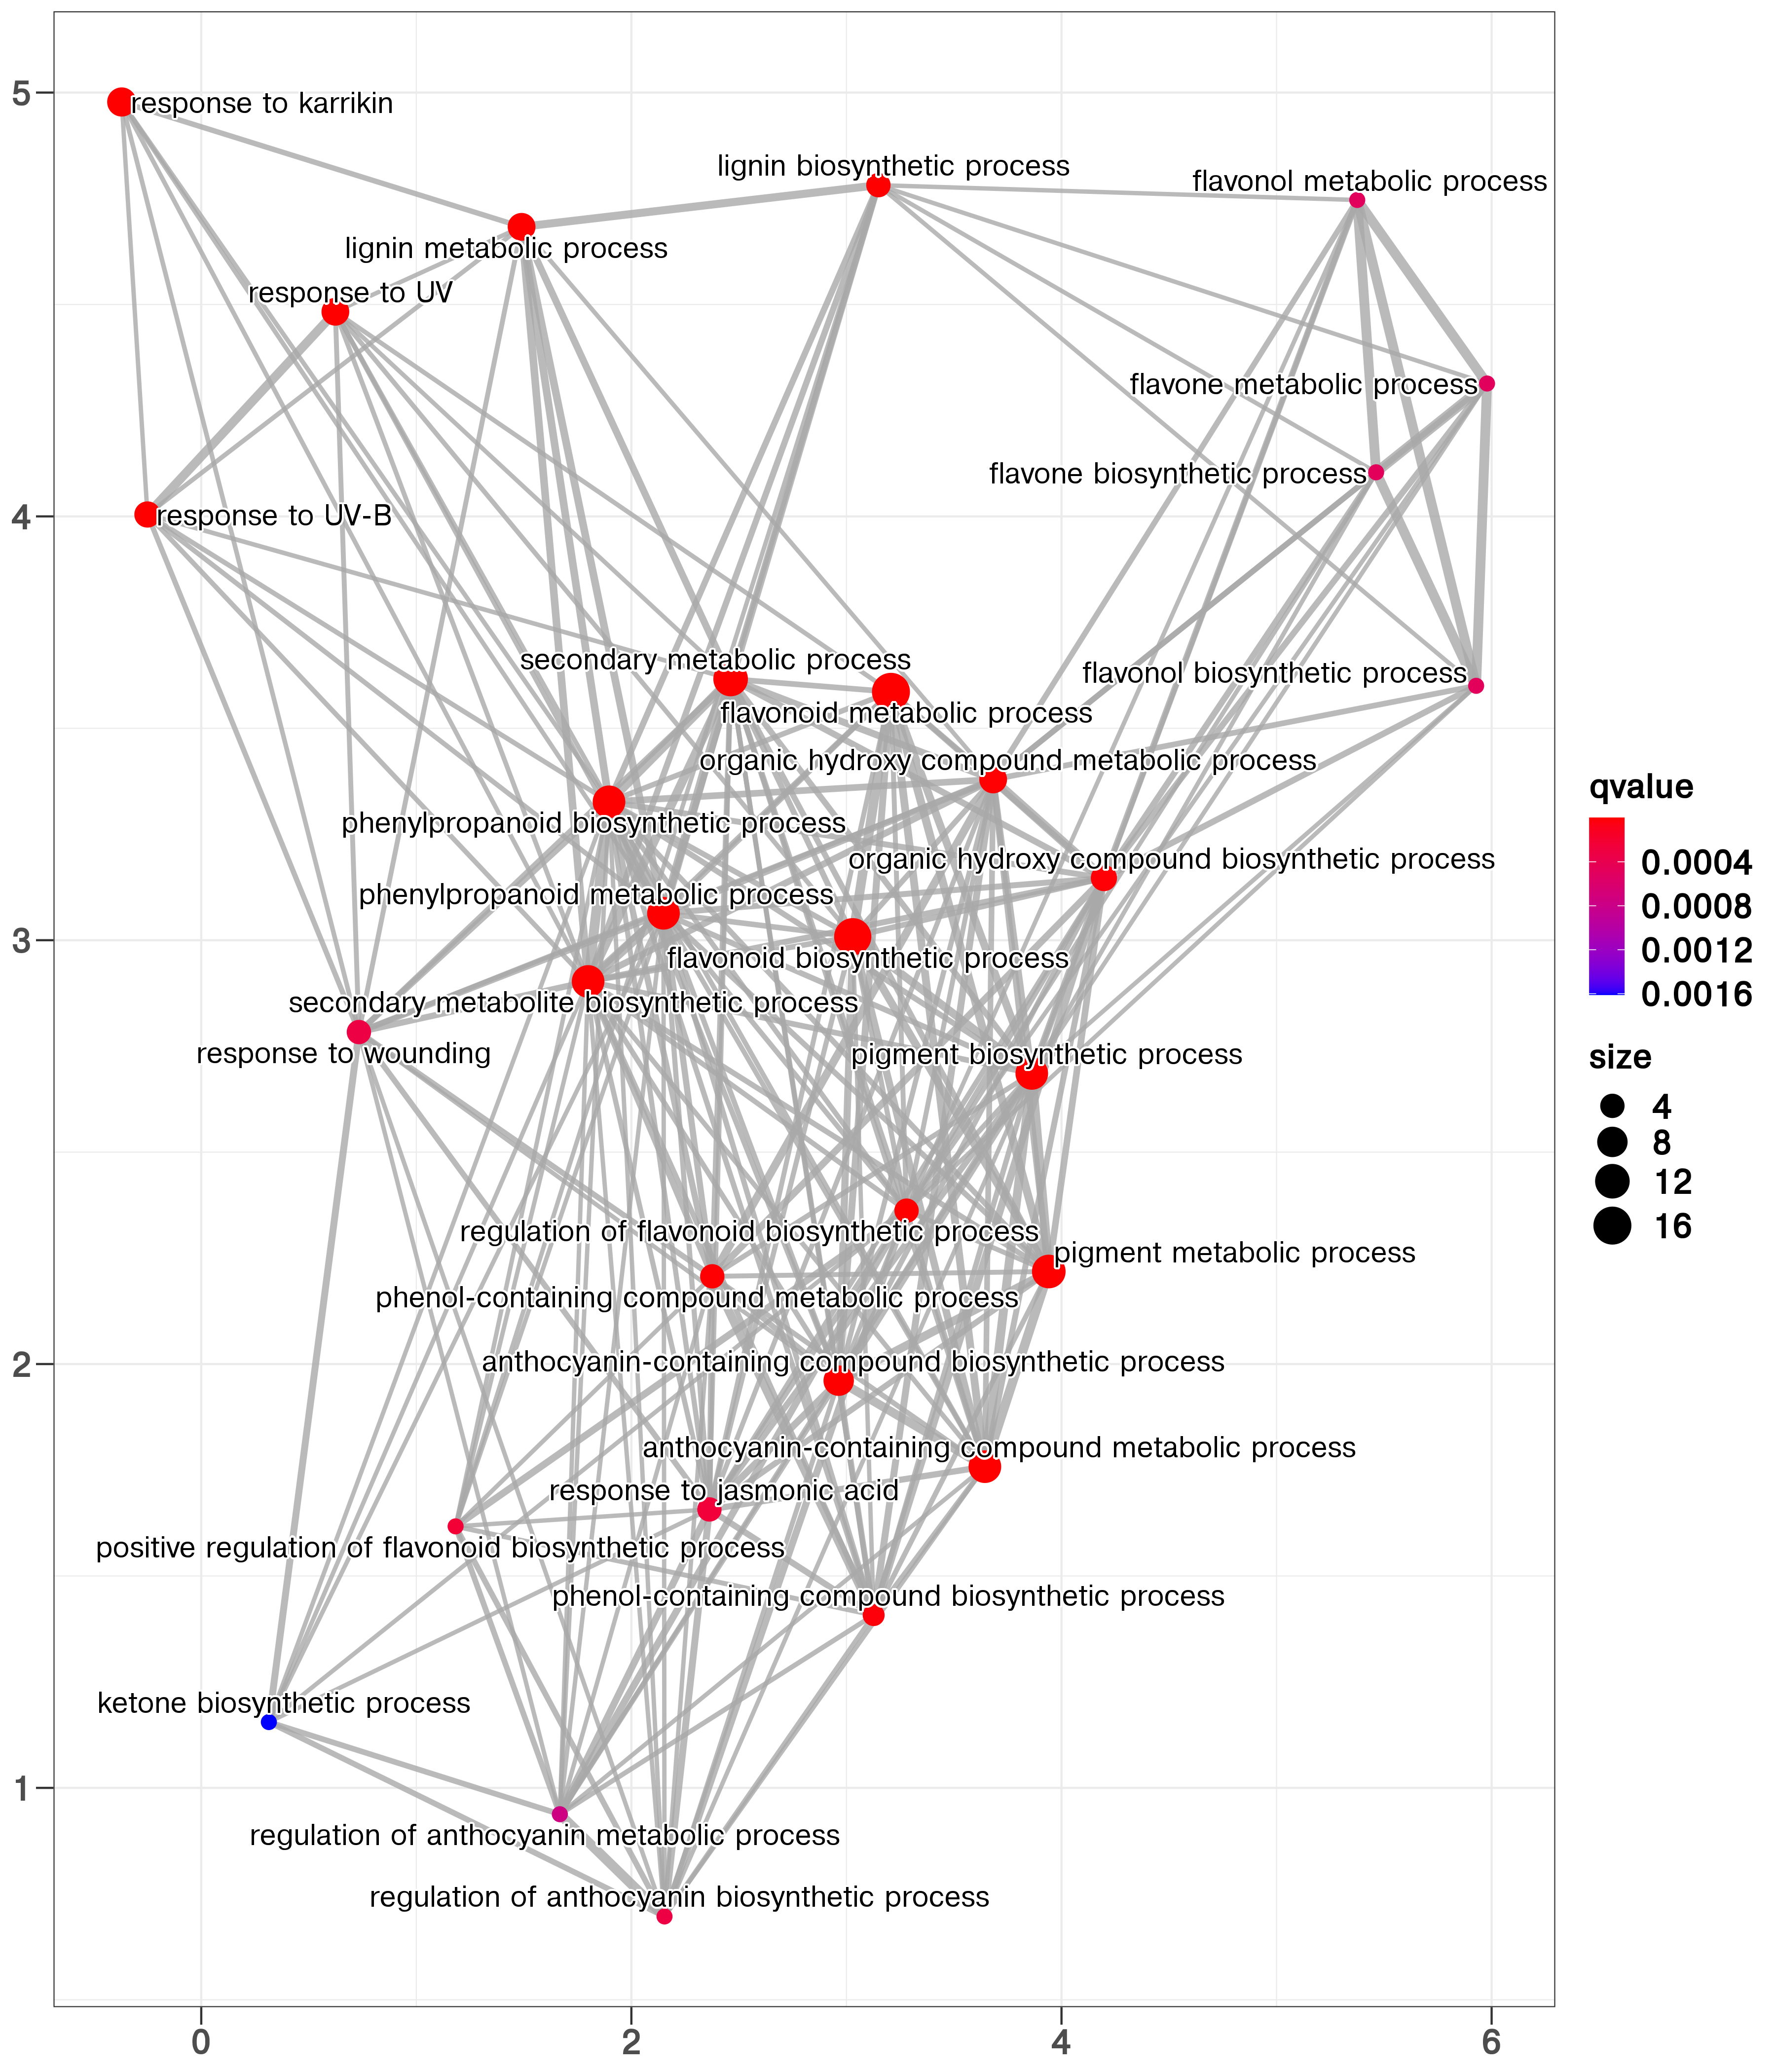 5
response to karrikin
lignin biosynthetic process
flavonol metabolic process
lignin metabolic process
response to UV
flavone metabolic process
flavone biosynthetic process
4
response to UV-B
secondary metabolic process
flavonol biosynthetic process
flavonoid metabolic process
organic hydroxy compound metabolic process
phenylpropanoid biosynthetic process
organic hydroxy compound biosynthetic process
phenylpropanoid metabolic process
3
flavonoid biosynthetic process
secondary metabolite biosynthetic process
response to wounding
pigment biosynthetic process
regulation of flavonoid biosynthetic process
pigment metabolic process
phenol-containing compound metabolic process
2
anthocyanin-containing compound biosynthetic process
anthocyanin-containing compound metabolic process
response to jasmonic acid
positive regulation of flavonoid biosynthetic process
phenol-containing compound biosynthetic process
ketone biosynthetic process
1
regulation of anthocyanin metabolic process
regulation of anthocyanin biosynthetic process
0 2 4 6
qvalue
0.0004
0.0008
0.0012
0.0016
size
4
8
12
16